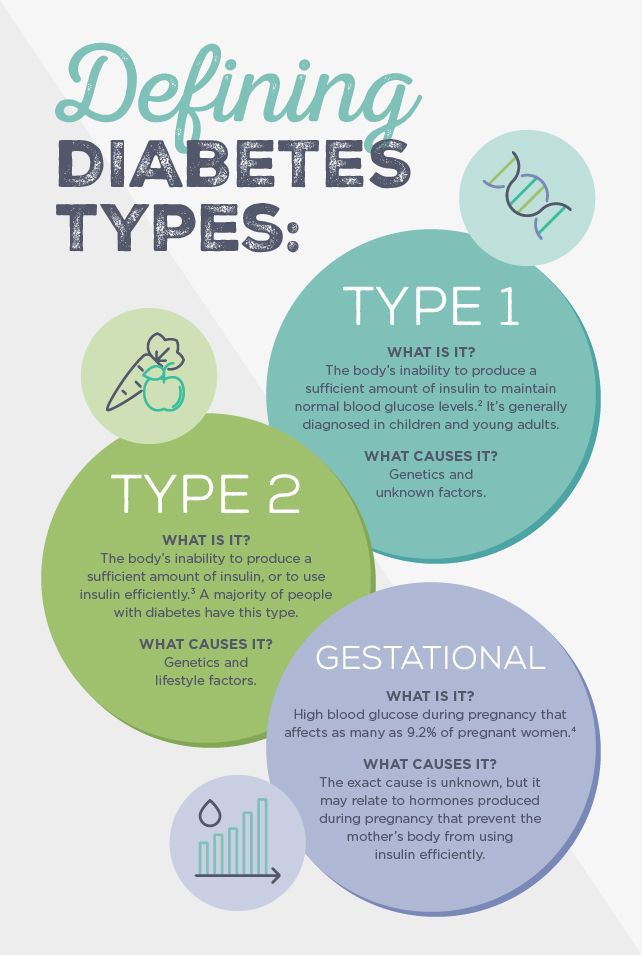 Defining
DIABETES
TYPES:
TYPE 1
WHAT IS IT?
The body's inability to produce a
sufficient amount of insulin to maintain
normal blood glucose levels.² It's generally
diagnosed in children and young adults.
WHAT CAUSES IT?
Genetics and
unknown factors.
TYPE 2
WHAT IS IT?
The body's inability to produce a
sufficient amount of insulin, or to use
insulin efficiently.³ A majority of people
with diabetes have this type.
WHAT CAUSES IT?
Genetics and
lifestyle factors.
GESTATIONAL
WHAT IS IT?
High blood glucose during pregnancy that
affects as many as 9.2% of pregnant women.⁴
WHAT CAUSES IT?
The exact cause is unknown, but it
may relate to hormones produced
during pregnancy that prevent the
mother's body from using
insulin efficiently.